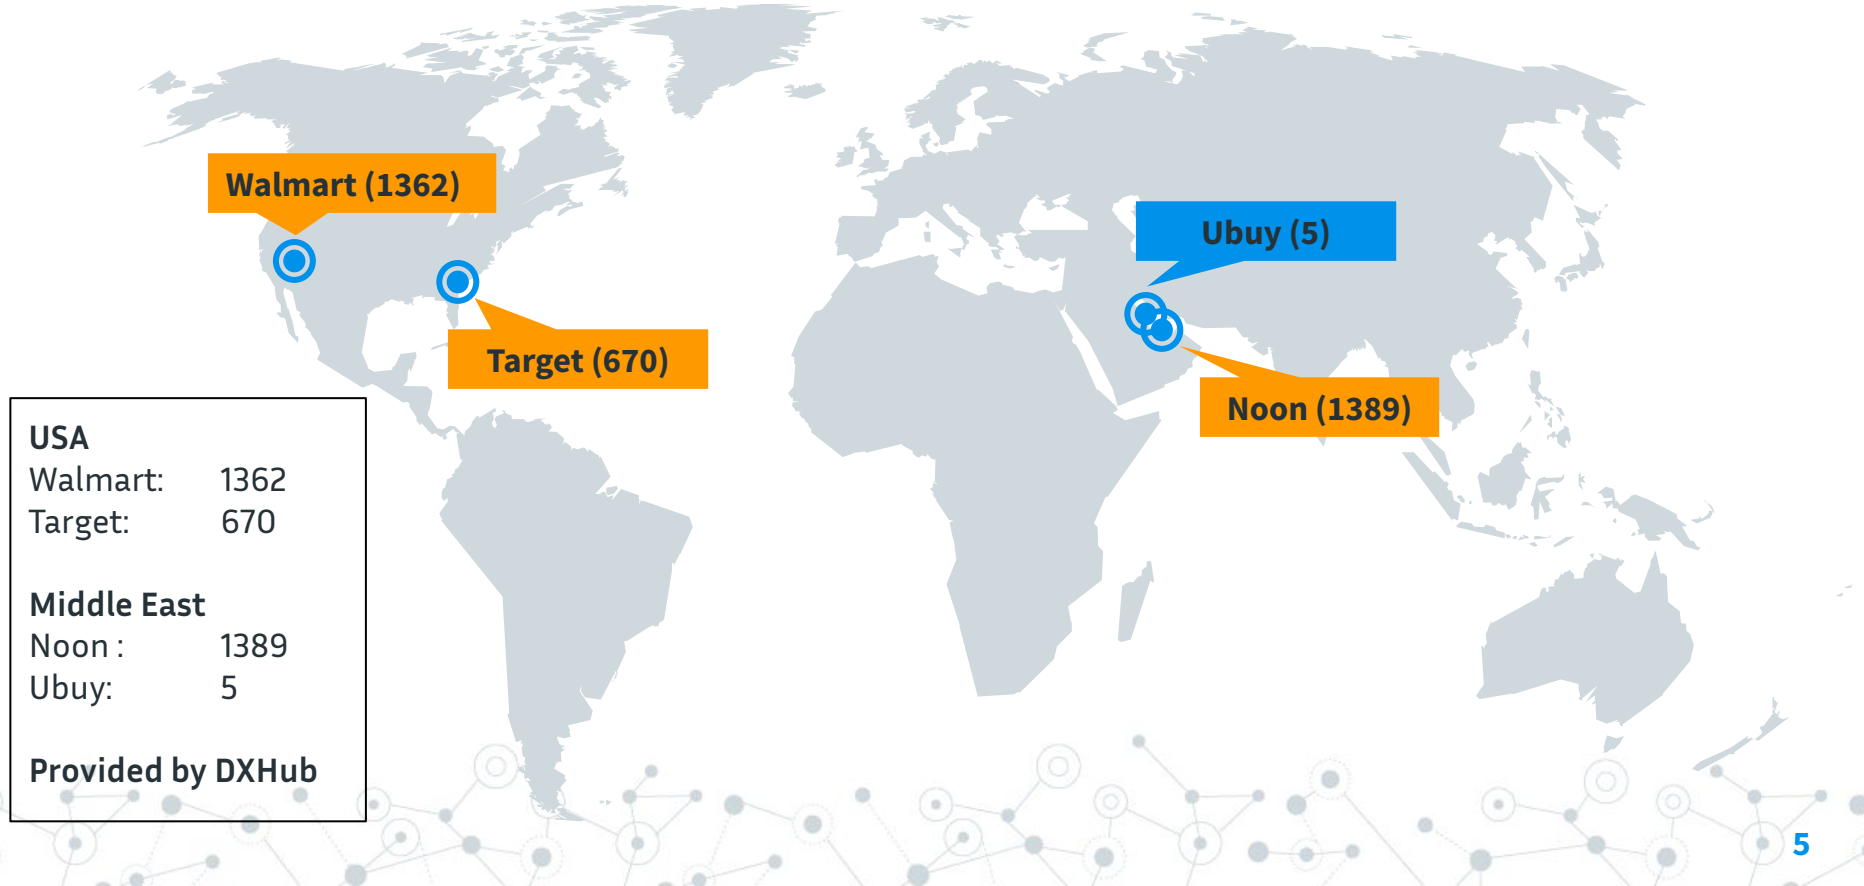 Walmart (1362)
Ubuy (5)
Target (670)
Noon (1389)
USA
Walmart: 1362
Target: 670
Middle East
Noon : 1389
Ubuy: 5
Provided by DXHub
5